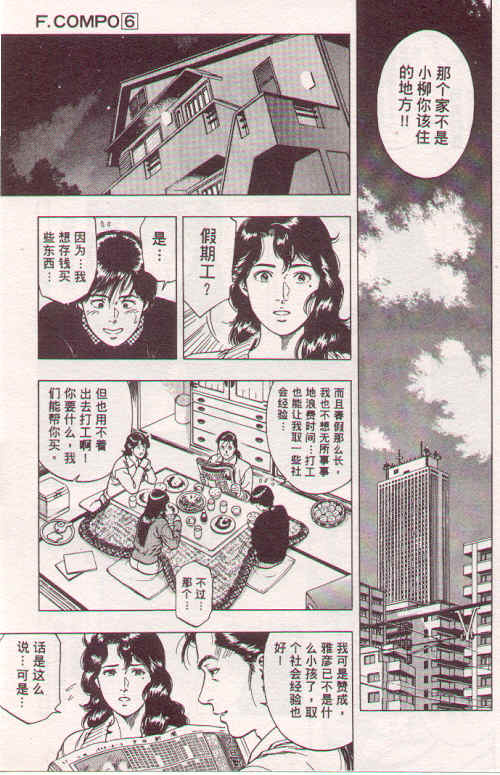 F.COMPO 6
那个家不是
小柳你该住
的地方!!
假期工?
是…
因为…我
想存钱买
些东西…
而且暑假那么长，
我也不想无所事事
地浪费时间…打工
也能让我取一些社
会经验…
但也用不着
出去打工啊!
你要什么，我
们能帮你买。
不过…
那个…
我可是赞成，
雅彦已不是什
么小孩了，取
个社会经验也
好!
话是这么
说…可是…